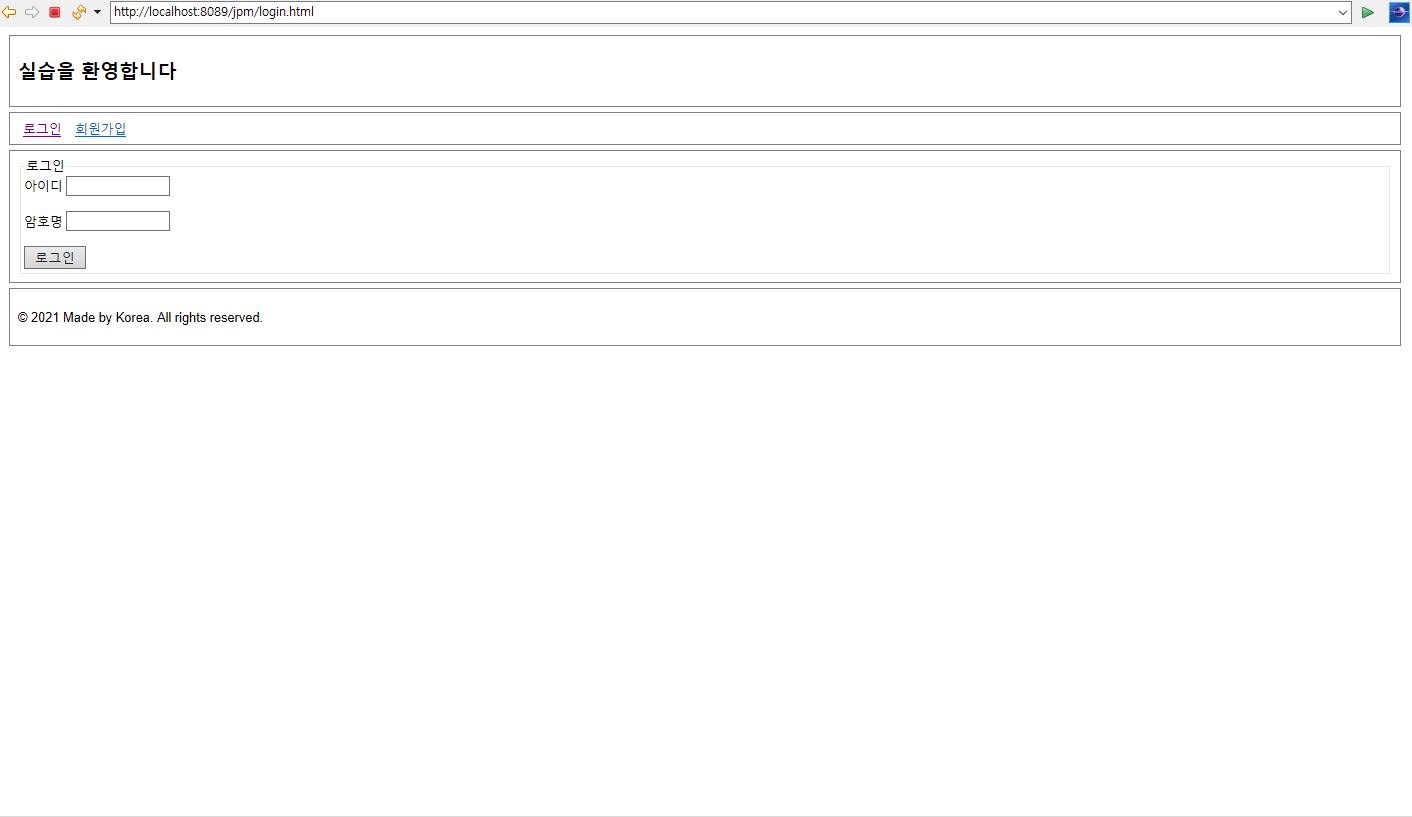 http://localhost:8089/jpm/login.html
실습을 환영합니다
로그인 회원가입
로그인
아이디
암호명
로그인
© 2021 Made by Korea. All rights reserved.